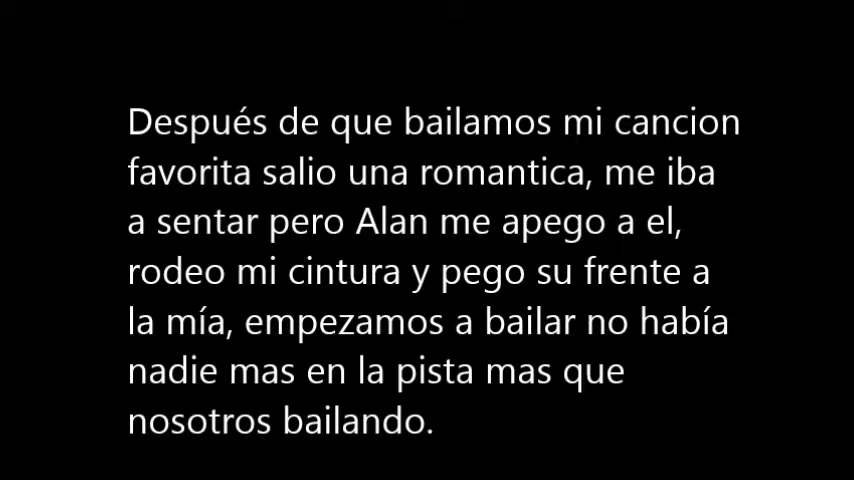 Después de que bailamos mi cancion
favorita salio una romantica, me iba
a sentar pero Alan me apego a el,
rodeo mi cintura y pego su frente a
la mía, empezamos a bailar no había
nadie mas en la pista mas que
nosotros bailando.